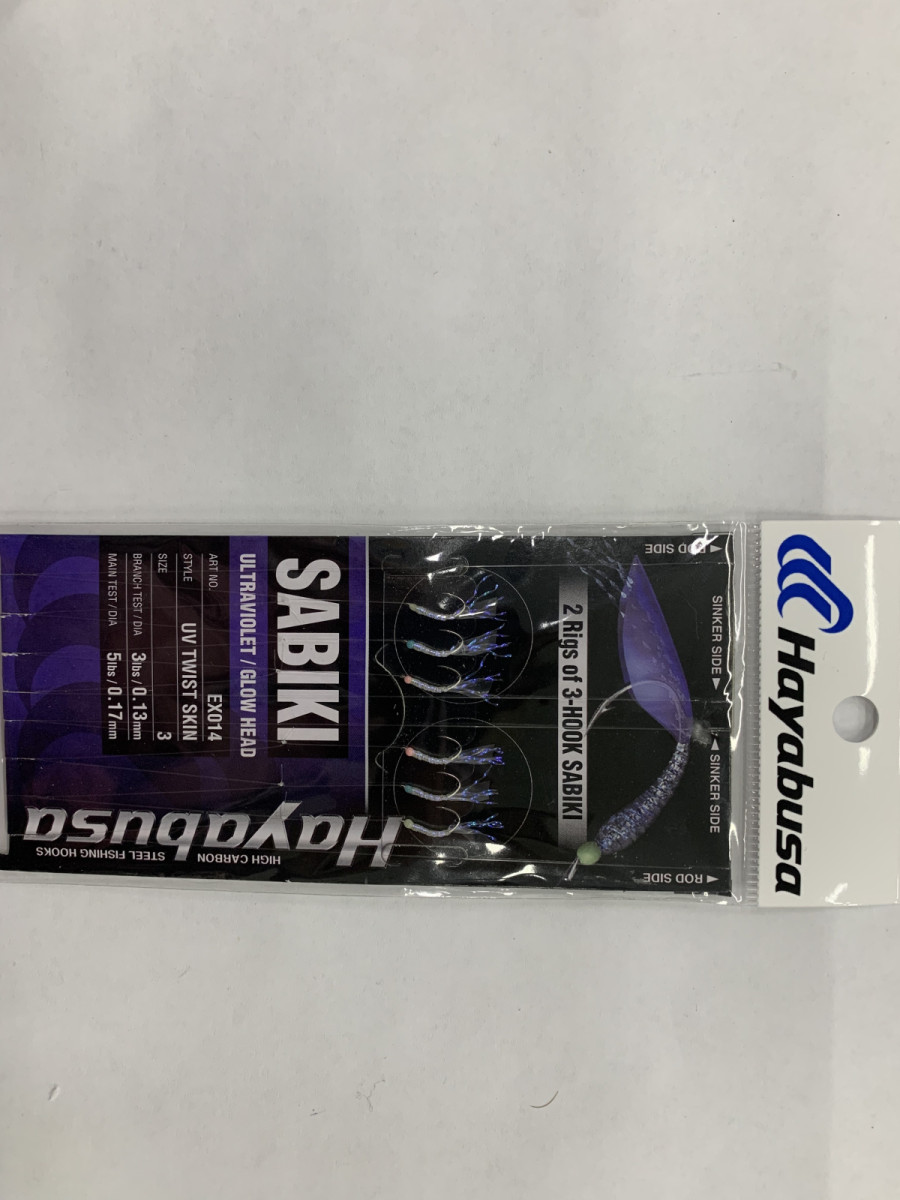 Hayabusa
SINKER SIDE
SINKER SIDE
OD SIDE
ROD SIDE
2 Rigs of 3-HOOK SABIKI
SABIKI
ULTRAVIOLET / GLOW HEAD
ART NO. EX014
STYLE UV TWIST SKIN
SIZE 3
BRANCH TEST / DIA 3lbs / 0.13mm
MAIN TEST / DIA 5lbs / 0.17mm
Hayabusa
HIGH CARBON
STEEL FISHING HOOKS